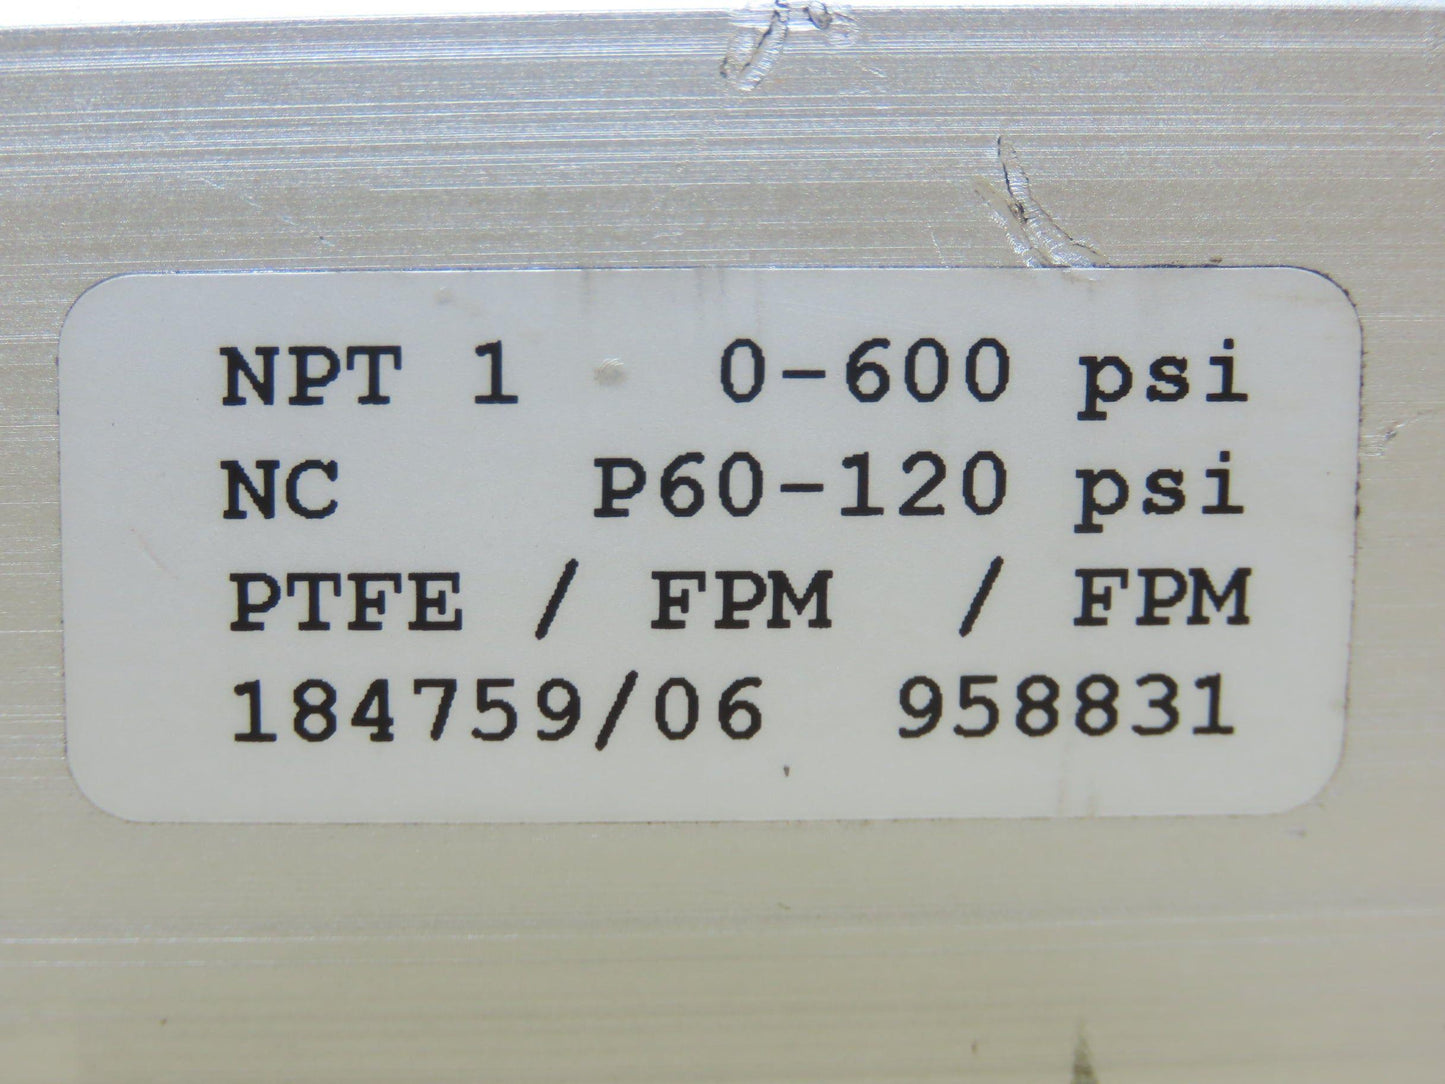 NPT 1 0-600 psi
NC P60-120 psi
PTFE / FPM / FPM
184759/06 958831